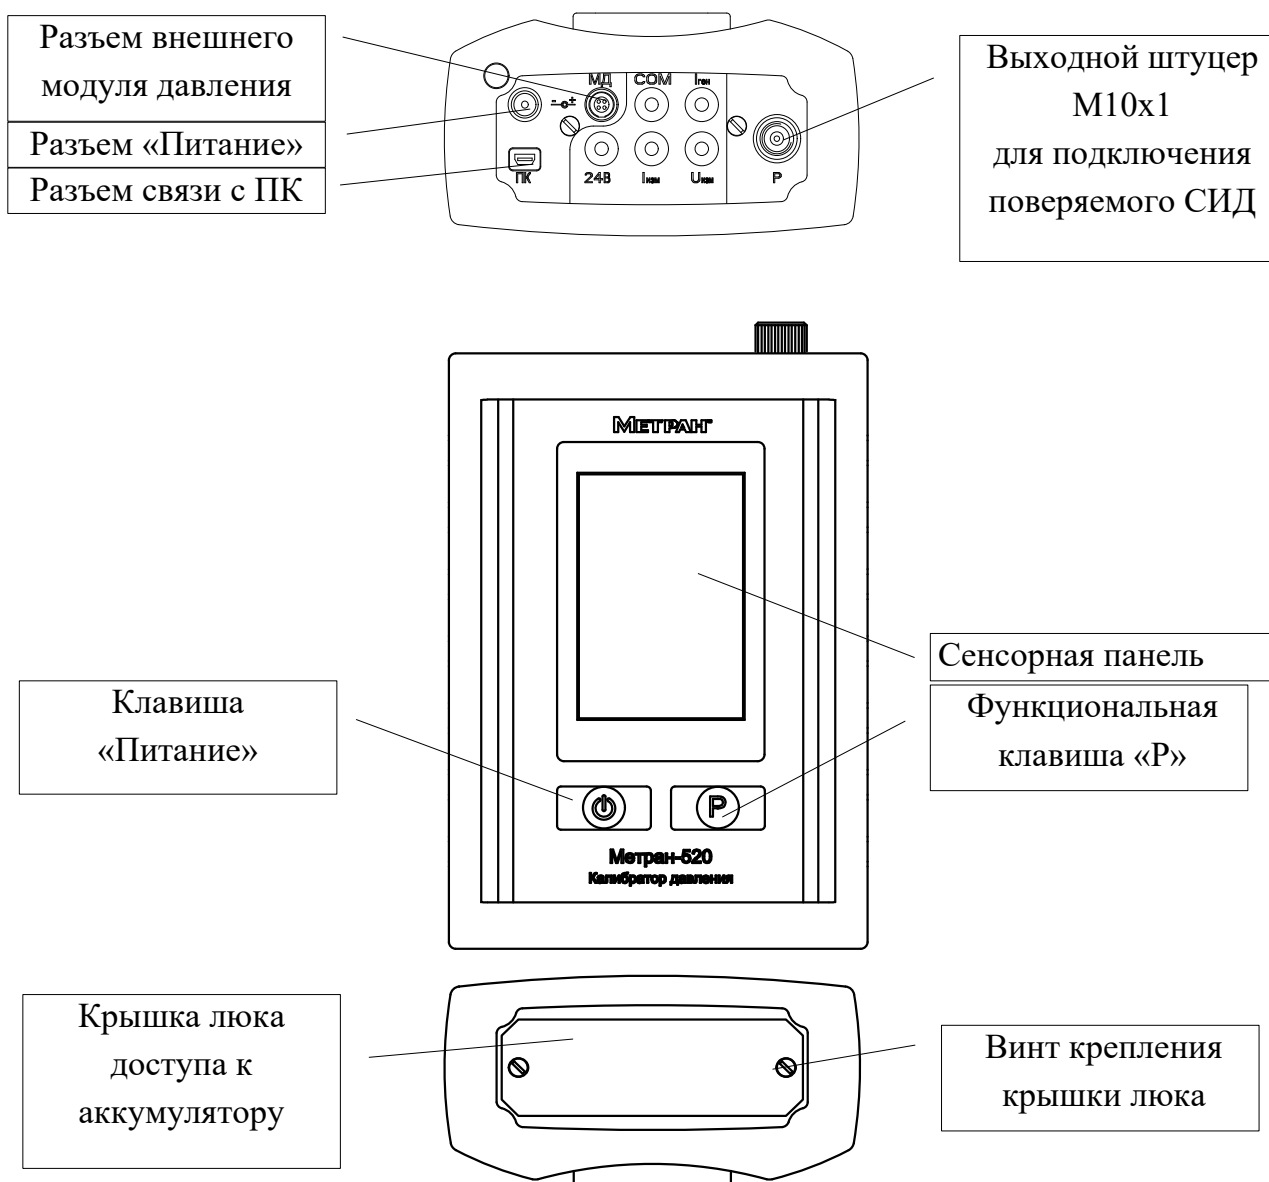 Разъем внешнего
модуля давления
Разъем «Питание»
Разъем связи с ПК
МД
COM
Iген
- +
ПК
24В
Iизм
Uизм
P
Выходной штуцер
М10х1
для подключения
поверяемого СИД
МЕТРАН®
Сенсорная панель
Клавиша
«Питание»
Функциональная
клавиша «Р»
P
Метран-520
Калибратор давления
Крышка люка
доступа к
аккумулятору
Винт крепления
крышки люка